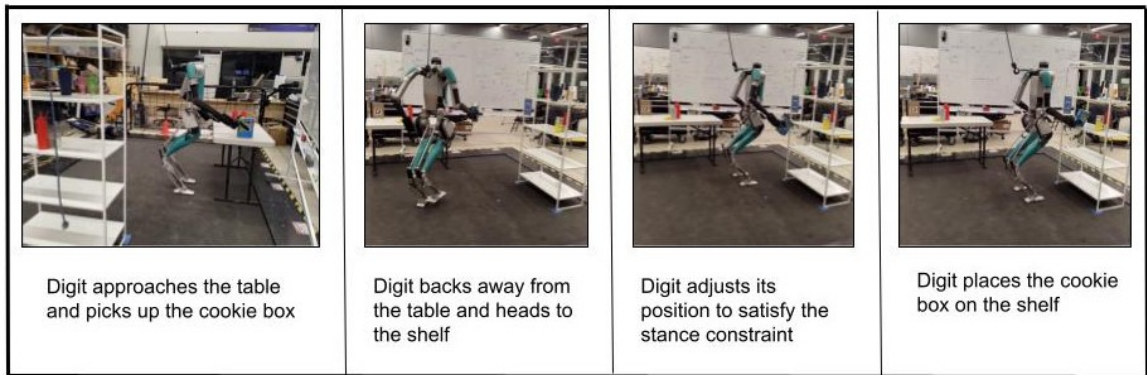 Digit approaches the table
and picks up the cookie box
Digit backs away from
the table and heads to
the shelf
Digit adjusts its
position to satisfy the
stance constraint
Digit places the cookie
box on the shelf